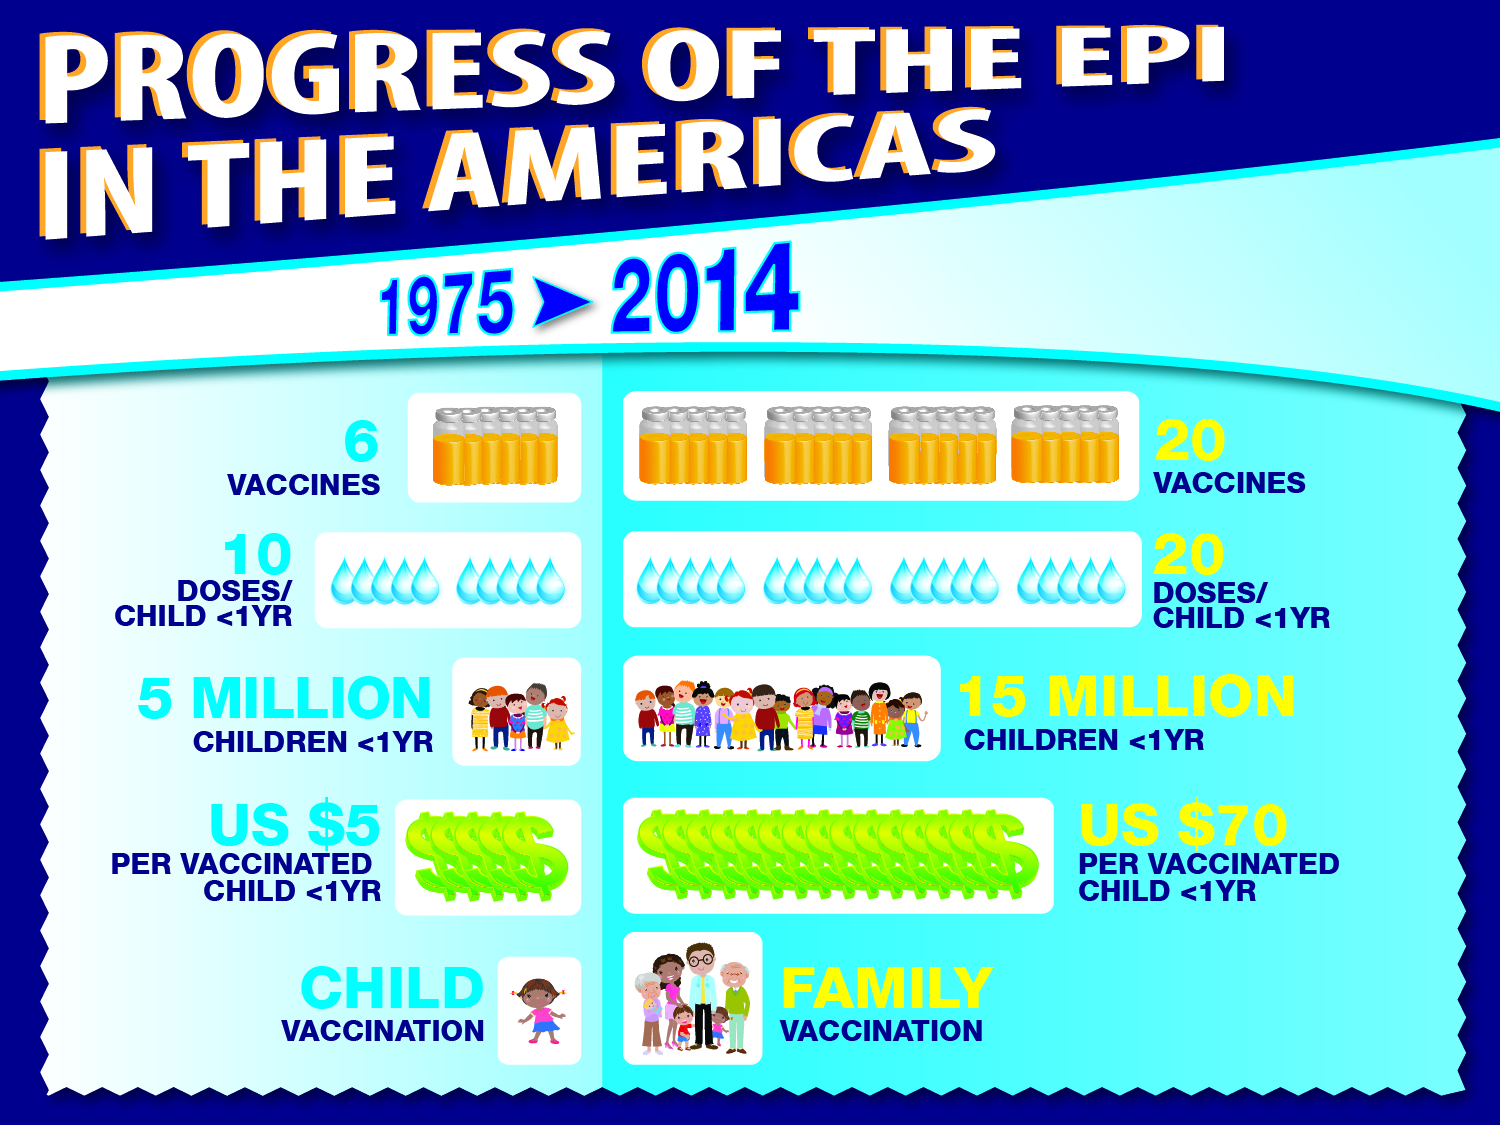 PROGRESS OF THE EPI
IN THE AMERICAS
1975 ➤ 2014
6
VACCINES
20
VACCINES
10
DOSES/
CHILD <1YR
20
DOSES/
CHILD <1YR
5 MILLION
CHILDREN <1YR
15 MILLION
CHILDREN <1YR
US $5
PER VACCINATED
CHILD <1YR
US $70
PER VACCINATED
CHILD <1YR
CHILD
VACCINATION
FAMILY
VACCINATION